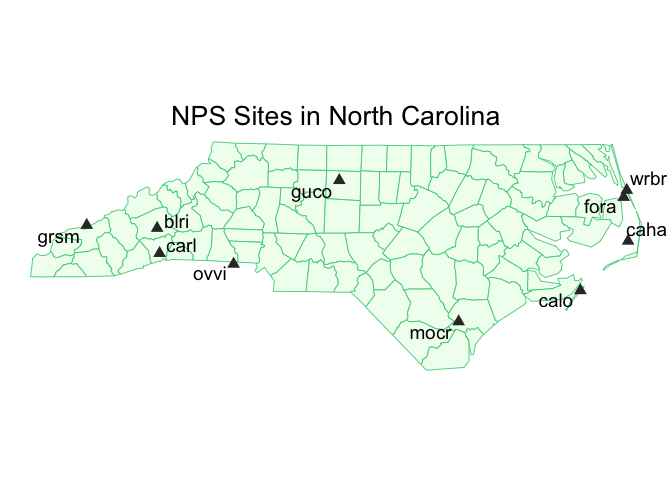 NPS Sites in North Carolina
wrbr
guco
fora
blri
caha
grsm
carl
ovvi
calo
mocr